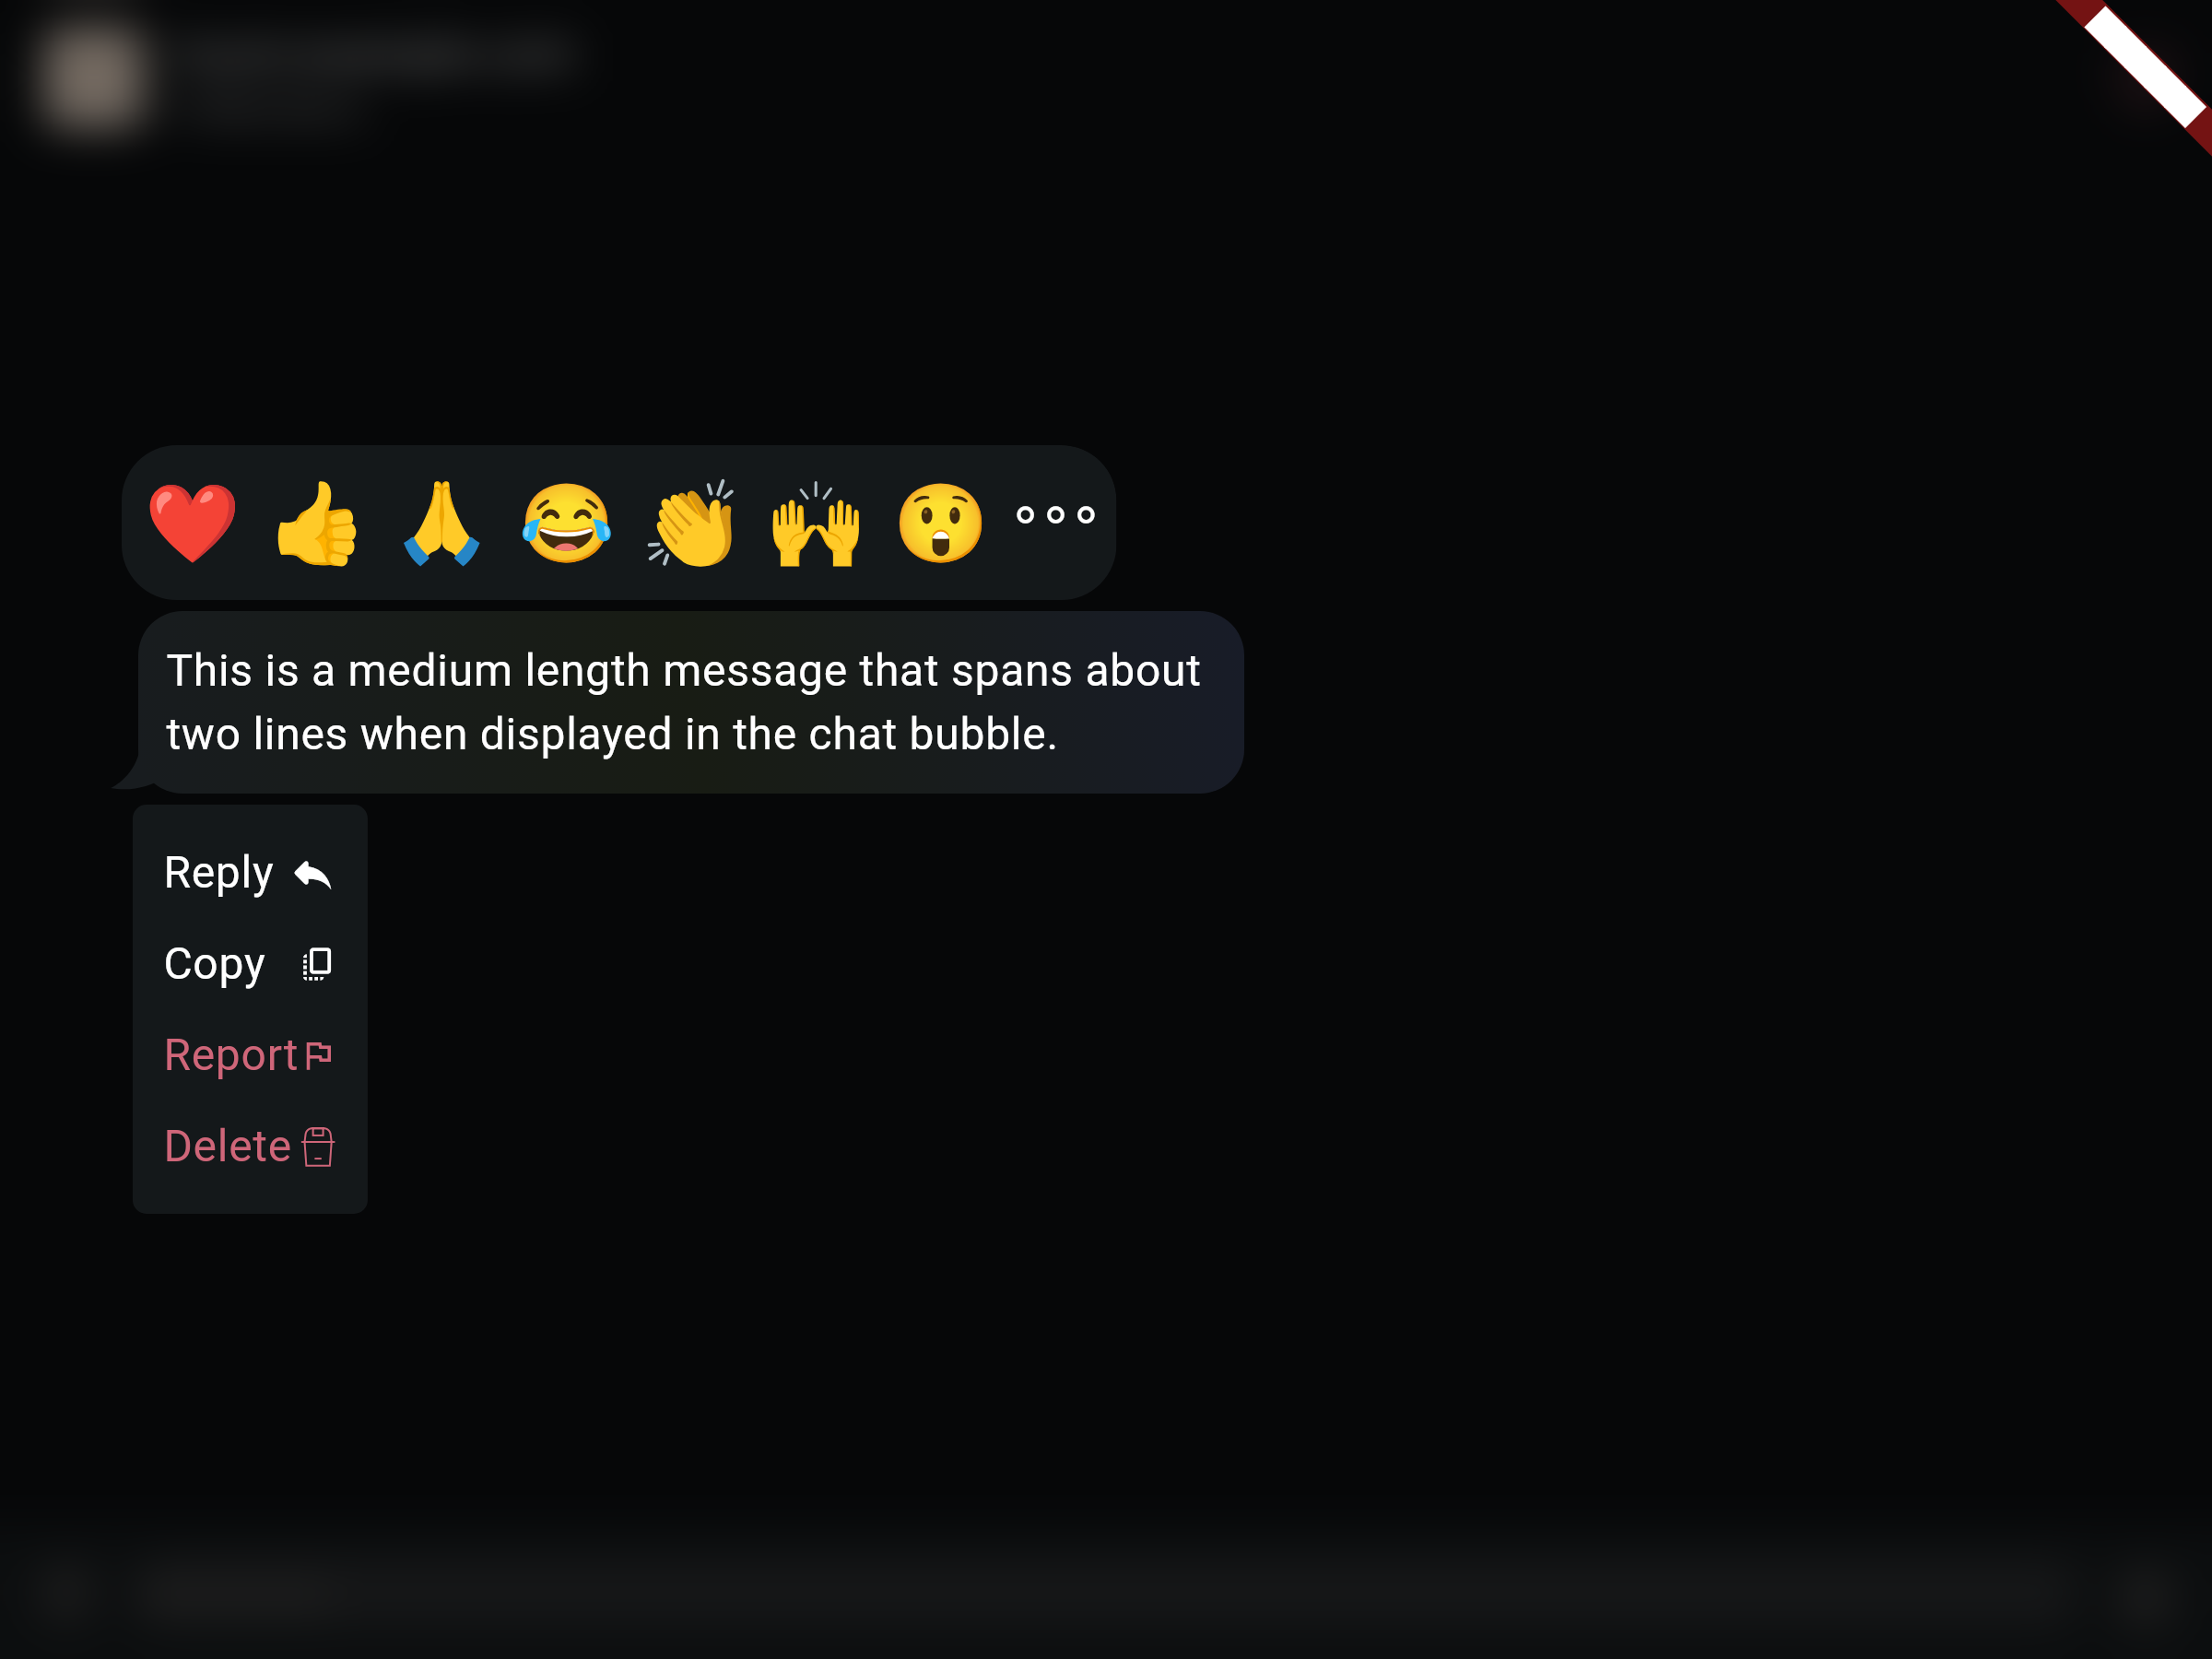 This is a medium length message that spans about
two lines when displayed in the chat bubble.
Reply
Copy
Report
Delete